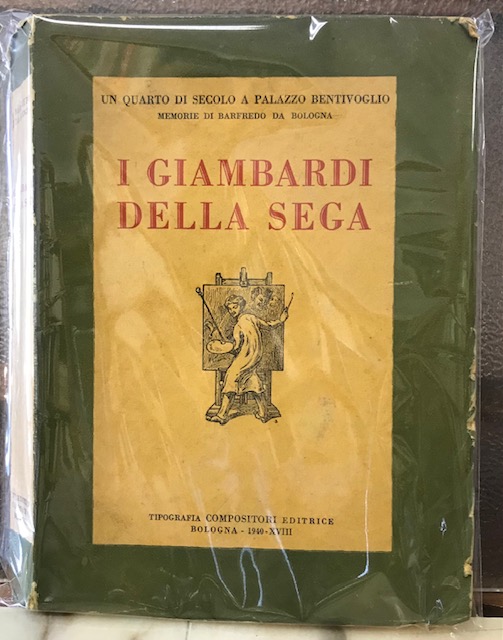 UN QUARTO DI SECOLO A PALAZZO BENTIVOGLIO
MEMORIE DI BARFREDO DA BOLOGNA
I GIAMBARDI
DELLA SEGA
TIPOGRAFIA COMPOSITORI EDITRICE
BOLOGNA - 1940-XVIII